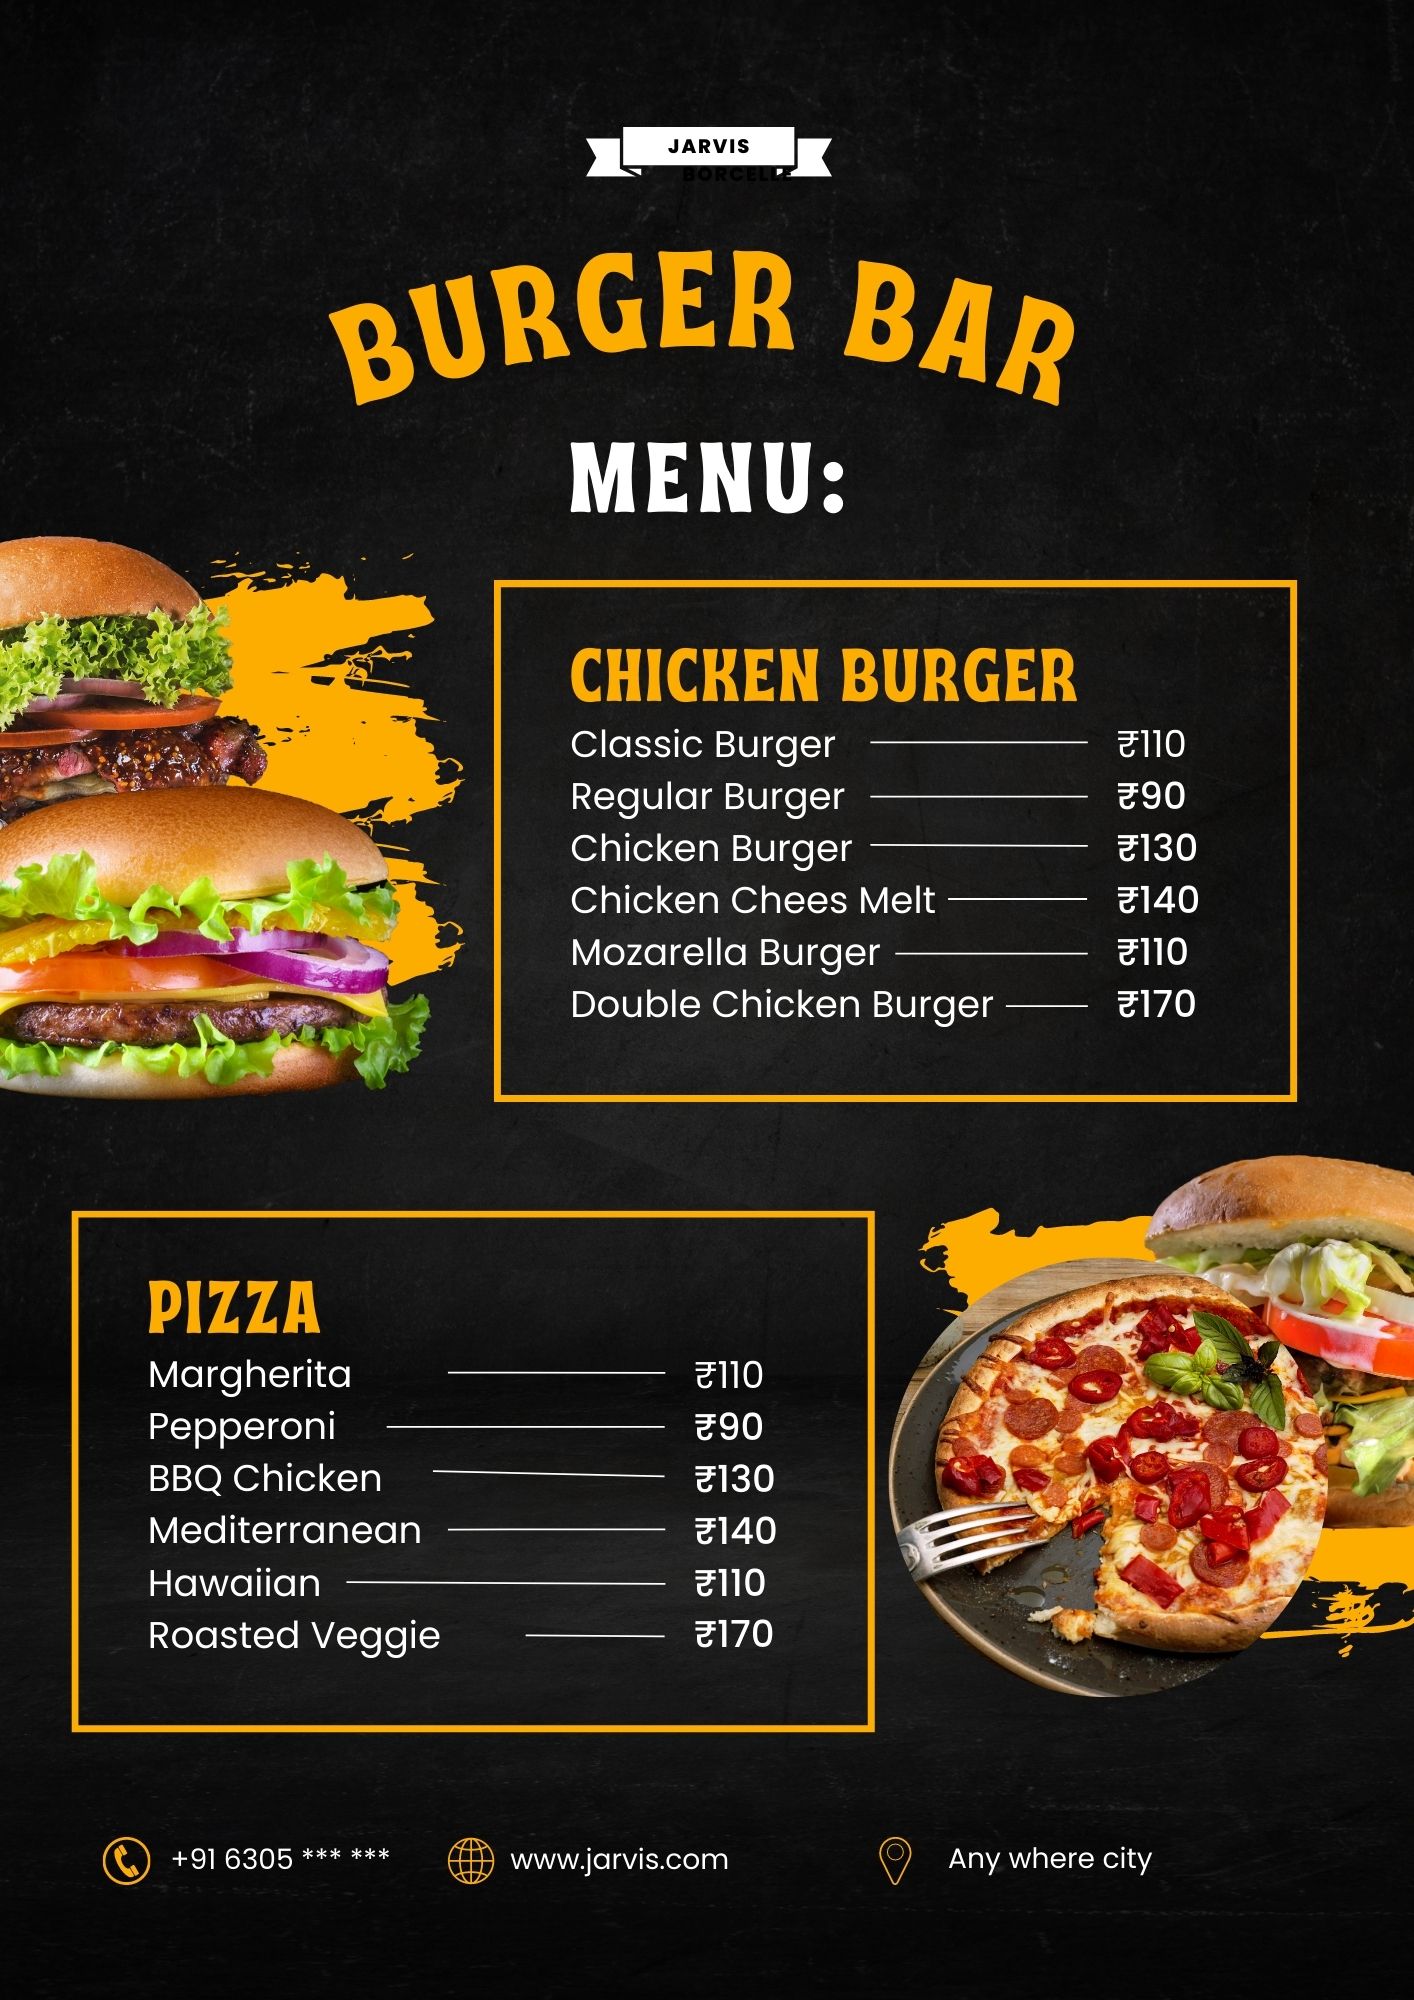 JARVIS
BORCELLE
BURGER BAR
MENU:
CHICKEN BURGER
Classic Burger ₹110
Regular Burger ₹90
Chicken Burger ₹130
Chicken Chees Melt ₹140
Mozarella Burger ₹110
Double Chicken Burger ₹170
PIZZA
Margherita ₹110
Pepperoni ₹90
BBQ Chicken ₹130
Mediterranean ₹140
Hawaiian ₹110
Roasted Veggie ₹170
+91 6305 *** *** www.jarvis.com Any where city